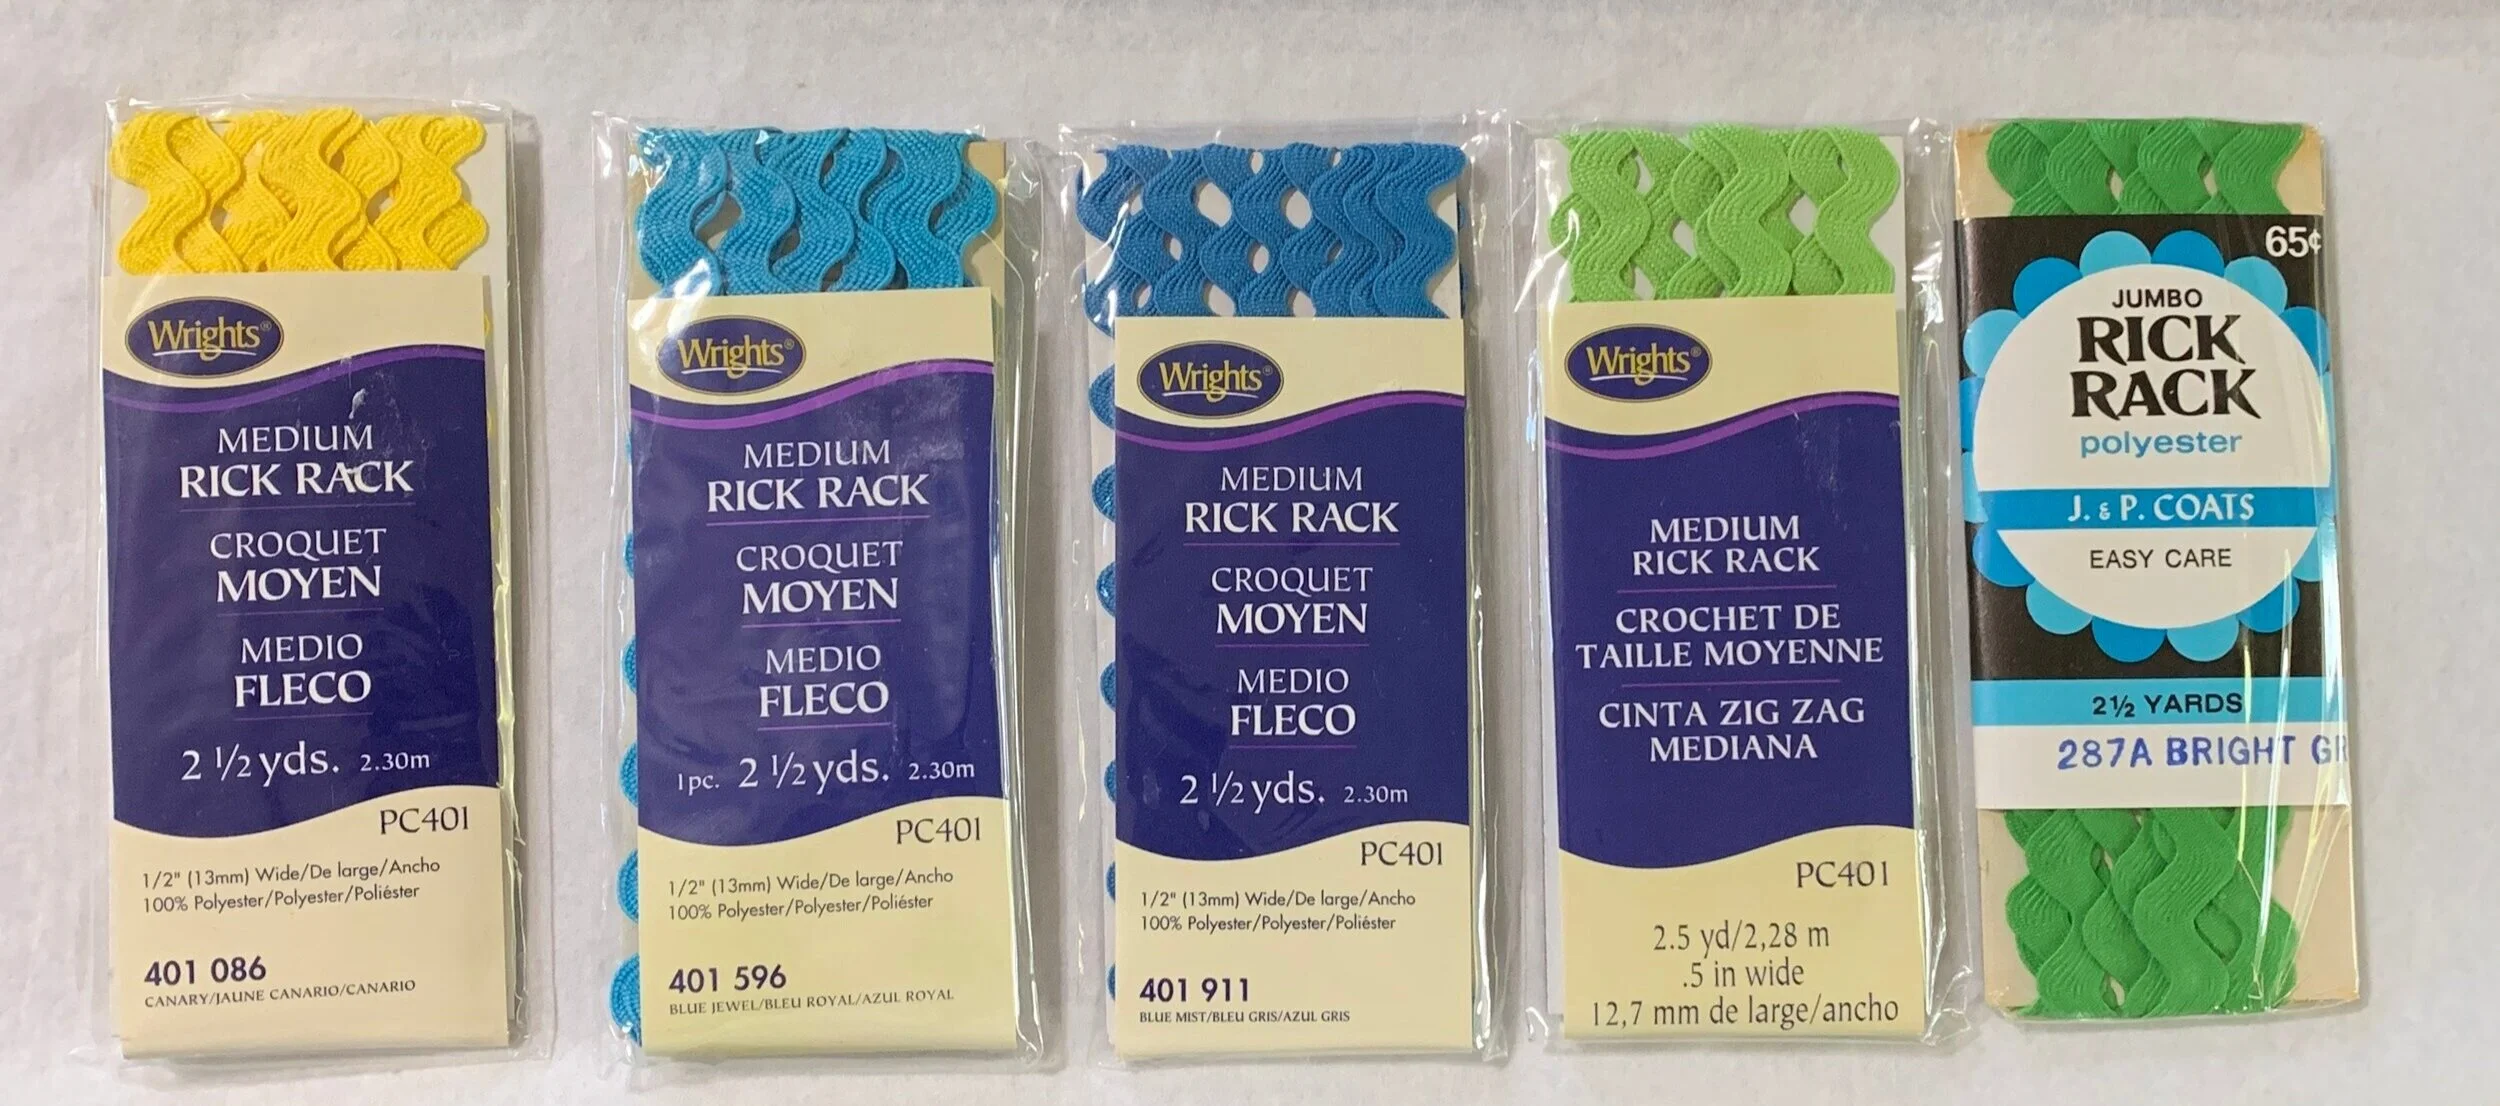 Wrights®
MEDIUM
RICK RACK
CROQUET
MOYEN
MEDIO
FLECO
2 1/2 yds. 2.30m
PC401
1/2" (13mm) Wide/De large/Ancho
100% Polyester/Polyester/Poliéster
401 086
CANARY/JAUNE CANARIO/CANARIO
Wrights®
MEDIUM
RICK RACK
CROQUET
MOYEN
MEDIO
FLECO
1pc. 2 1/2 yds. 2.30m
PC401
1/2" (13mm) Wide/De large/Ancho
100% Polyester/Polyester/Poliéster
401 596
BLUE JEWEL/BLEU ROYAL/AZUL ROYAL
Wrights®
MEDIUM
RICK RACK
CROQUET
MOYEN
MEDIO
FLECO
2 1/2 yds. 2.30m
PC401
1/2" (13mm) Wide/De large/Ancho
100% Polyester/Polyester/Poliéster
401 911
BLUE MIST/BLEU GRIS/AZUL GRIS
Wrights®
MEDIUM
RICK RACK
CROCHET DE
TAILLE MOYENNE
CINTA ZIG ZAG
MEDIANA
PC401
2.5 yd/2,28 m
.5 in wide
12,7 mm de large/ancho
65¢
JUMBO
RICK
RACK
polyester
J. & P. COATS
EASY CARE
2½ YARDS
287A BRIGHT GR